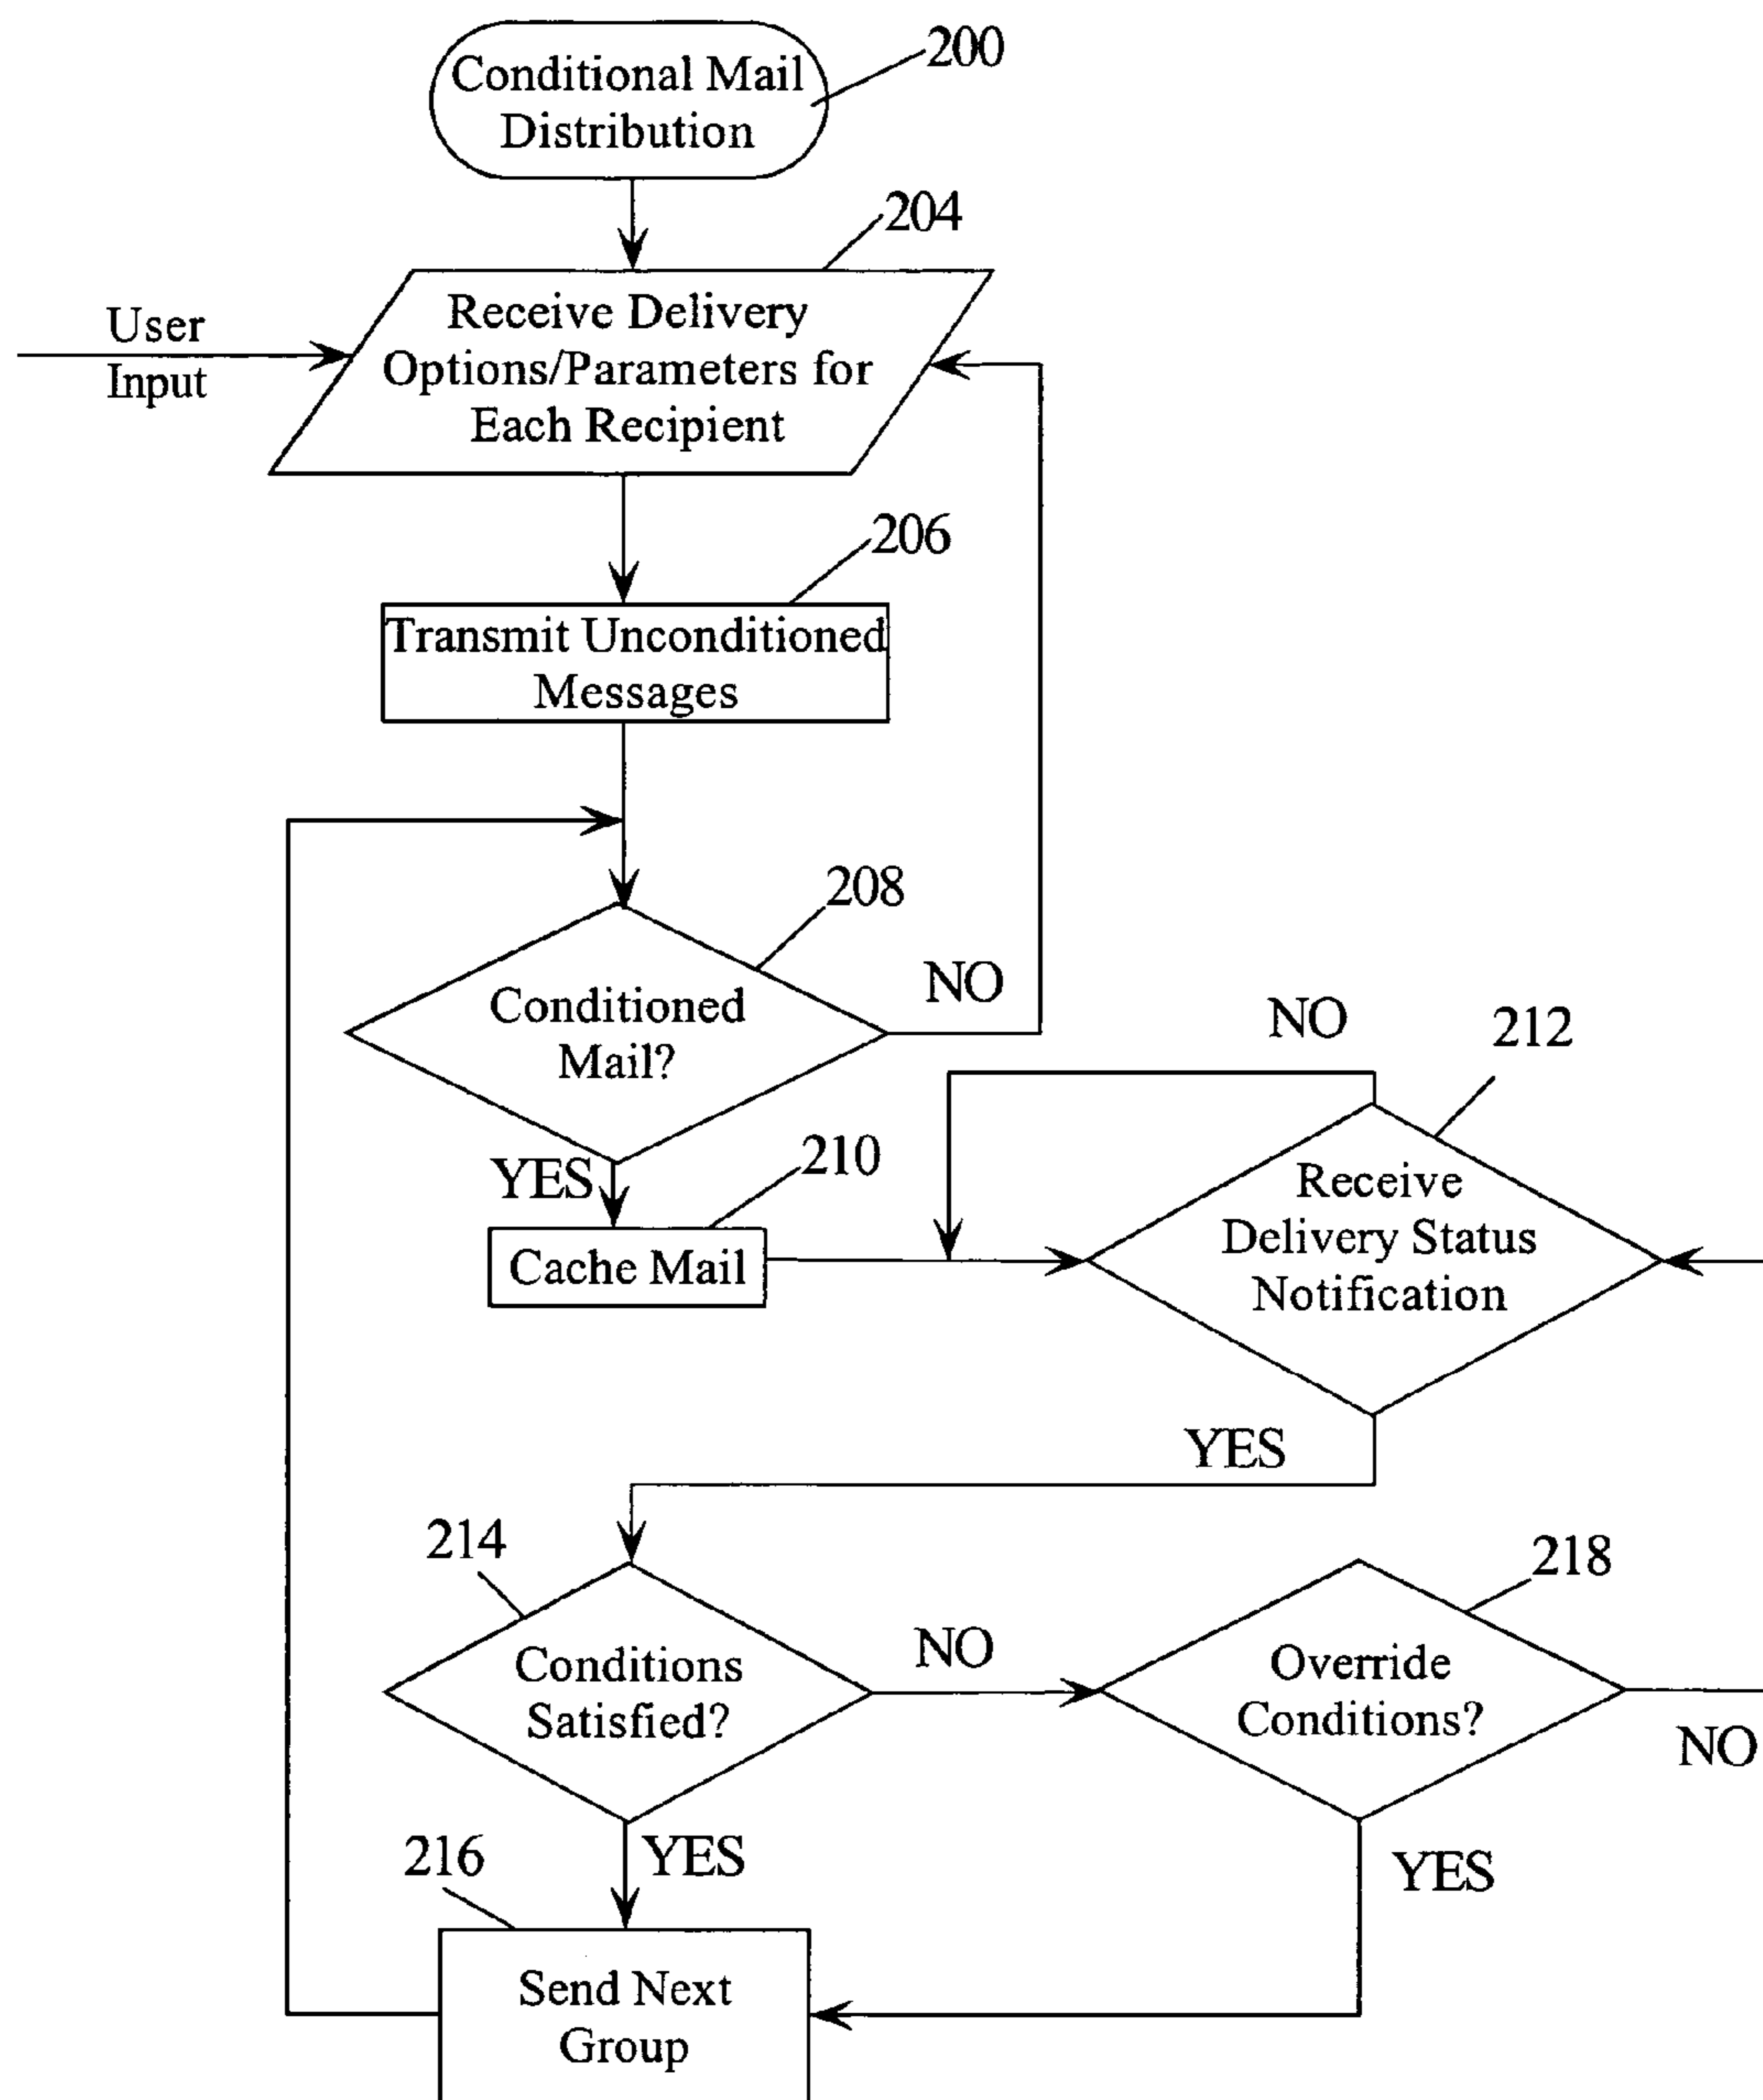 Conditional Mail
Distribution
200
204
User
Input
Receive Delivery
Options/Parameters for
Each Recipient
206
Transmit Unconditioned
Messages
208
Conditioned
Mail?
NO
NO
212
YES
210
Cache Mail
Receive
Delivery Status
Notification
YES
214
Conditions
Satisfied?
NO
218
Override
Conditions?
NO
216
YES
YES
Send Next
Group